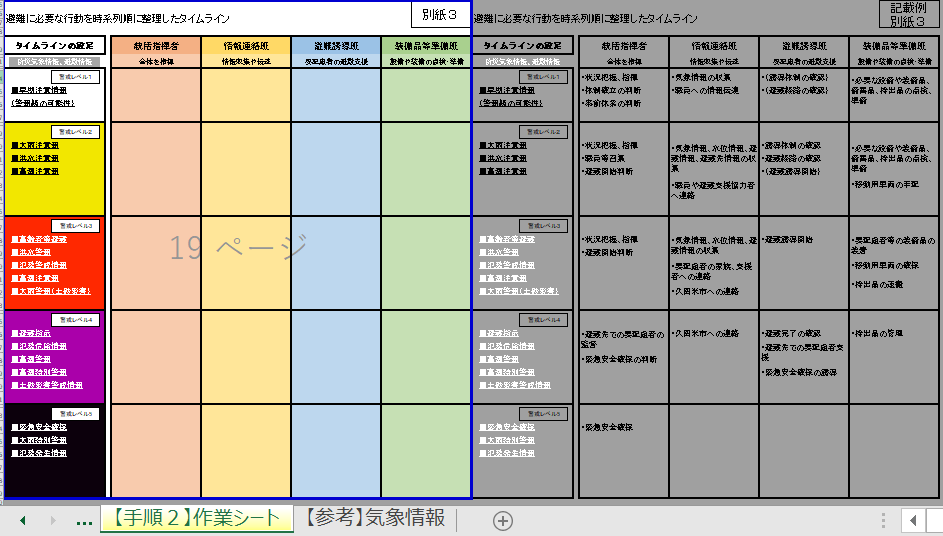 避難に必要な行動を時系列順に整理したタイムライン
別紙3
タイムラインの設定
統括指揮者
情報連絡班
避難誘導班
装備品等準備班
防災気象情報、避難情報
全体を指揮
情報収集や伝達
要配慮者の避難支援
設備や装備の点検・準備
警戒レベル1
■早期注意情報
(警報級の可能性)
警戒レベル2
■大雨注意報
■洪水注意報
■高潮注意報
警戒レベル3
■高齢者等避難
■洪水警報
■氾濫警戒情報
■高潮注意報
■大雨警報(土砂災害)
警戒レベル4
■避難指示
■氾濫危険情報
■高潮警報
■高潮特別警報
■土砂災害警戒情報
警戒レベル5
■緊急安全確保
■大雨特別警報
■氾濫発生情報
19 ページ
避難に必要な行動を時系列順に整理したタイムライン
記載例
別紙3
タイムラインの設定
統括指揮者
情報連絡班
避難誘導班
装備品等準備班
防災気象情報、避難情報
全体を指揮
情報収集や伝達
要配慮者の避難支援
設備や装備の点検・準備
警戒レベル1
■早期注意情報
(警報級の可能性)
・状況把握、指揮
・体制確立の判断
・事前休業の判断
・気象情報の収集
・職員への情報伝達
・(誘導体制の確認)
・(避難経路の確認)
・必要な設備や装備品、
備蓄品、持出品の点検、
準備
警戒レベル2
■大雨注意報
■洪水注意報
■高潮注意報
・状況把握、指揮
・職員等召集
・避難開始判断
・気象情報、水位情報、避
難情報、避難先情報の収
集
・職員や避難支援協力者
へ連絡
・誘導体制の確認
・避難経路の確認
・(避難誘導開始)
・必要な設備や装備品、
備蓄品、持出品の点検、
準備
・移動用車両の手配
警戒レベル3
■高齢者等避難
■洪水警報
■氾濫警戒情報
■高潮注意報
■大雨警報(土砂災害)
・状況把握、指揮
・避難開始判断
・気象情報、水位情報、避
難情報の収集
・要配慮者の家族、支援
者への連絡
・久留米市への連絡
・避難誘導開始
・要配慮者等の装備品の
装着
・移動用車両の確保
・持出品の運搬
警戒レベル4
■避難指示
■氾濫危険情報
■高潮警報
■高潮特別警報
■土砂災害警戒情報
・避難先での要配慮者の
監督
・緊急安全確保の判断
・久留米市への連絡
・避難完了の確認
・避難先での要配慮者支
援
・緊急安全確保の誘導
・持出品の管理
警戒レベル5
■緊急安全確保
■大雨特別警報
■氾濫発生情報
・緊急安全確保
...
【手順2】作業シート
【参考】気象情報